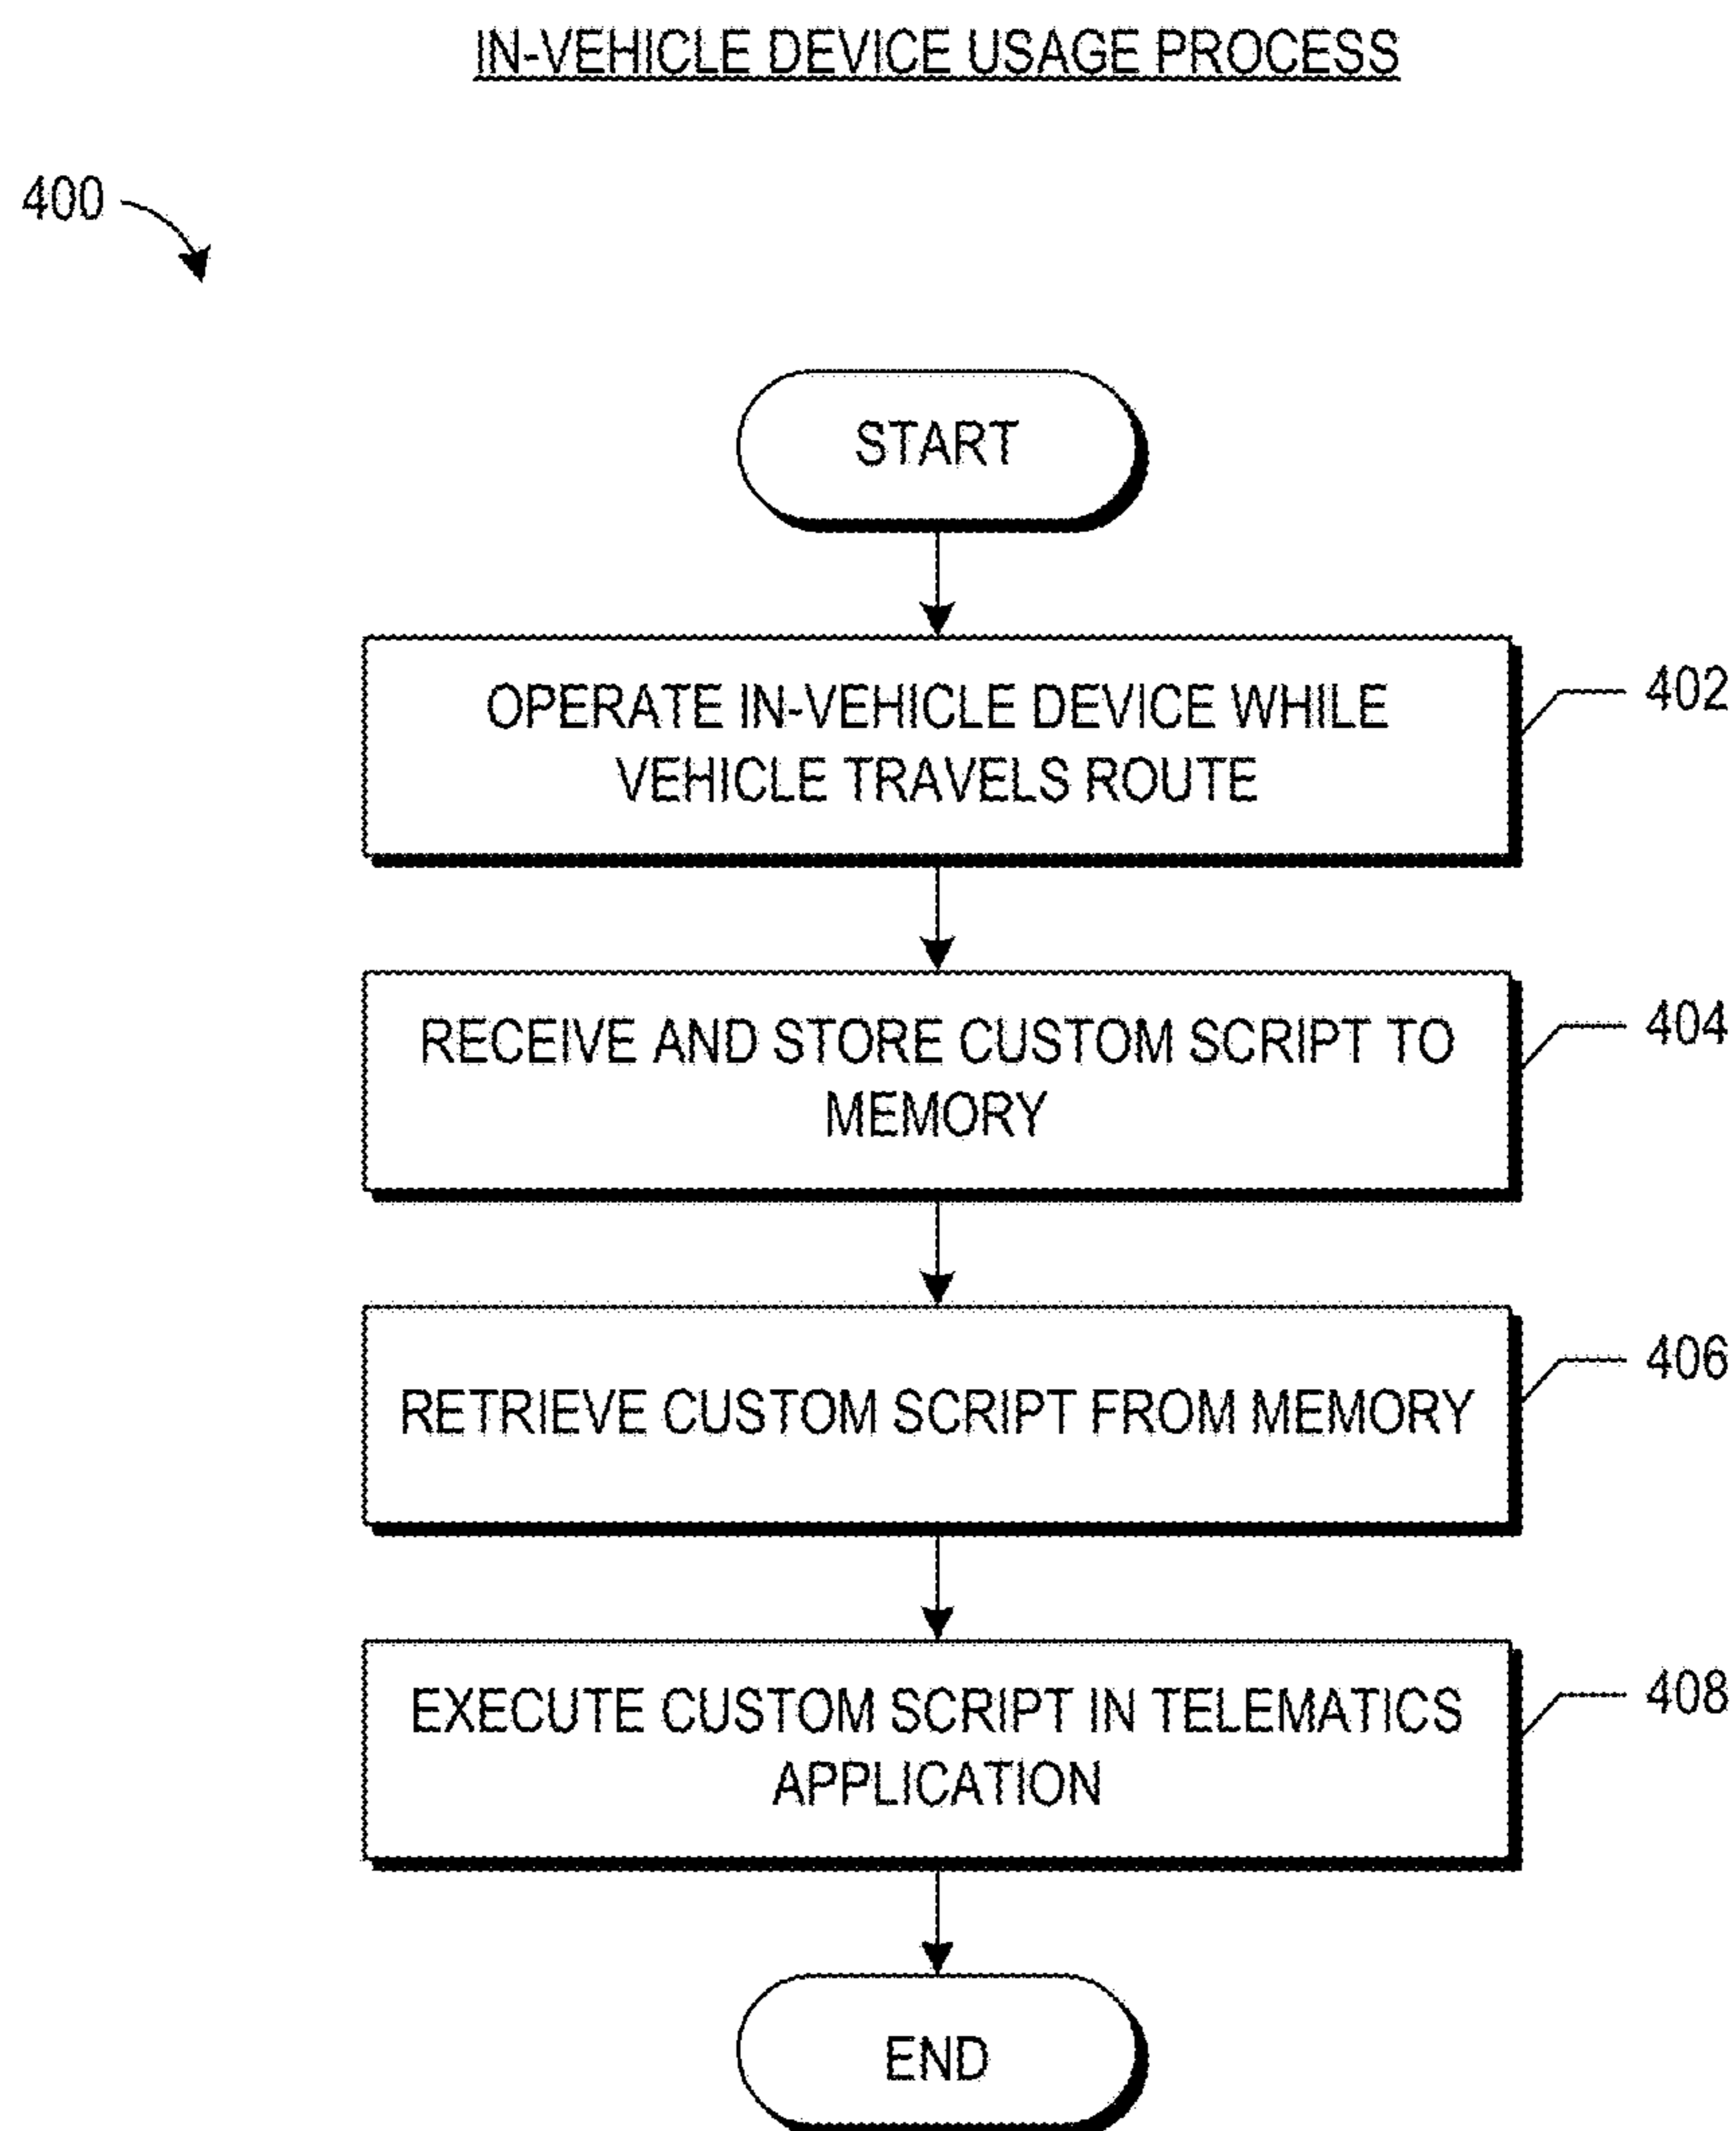 IN-VEHICLE DEVICE USAGE PROCESS
400
START
OPERATE IN-VEHICLE DEVICE WHILE
VEHICLE TRAVELS ROUTE
402
RECEIVE AND STORE CUSTOM SCRIPT TO
MEMORY
404
RETRIEVE CUSTOM SCRIPT FROM MEMORY
406
EXECUTE CUSTOM SCRIPT IN TELEMATICS
APPLICATION
408
END